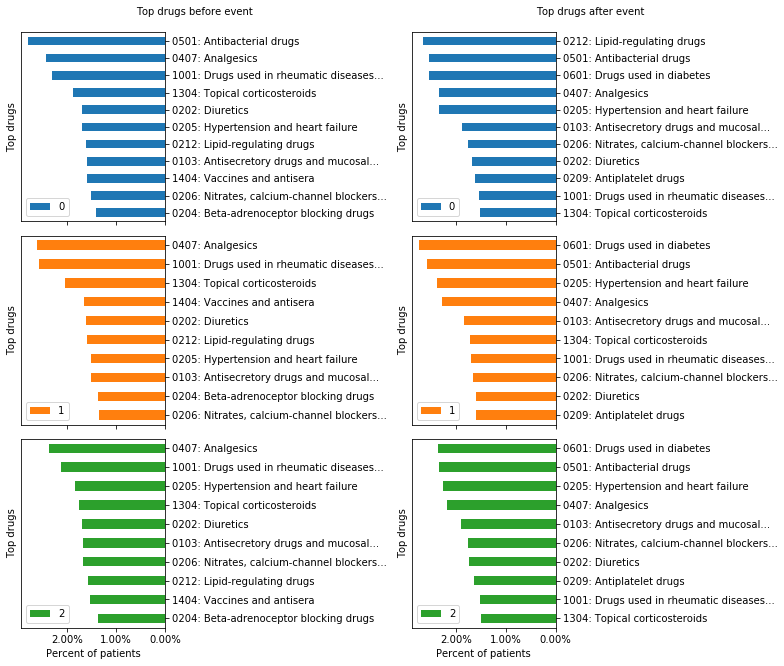 Top drugs before event
0501: Antibacterial drugs
0407: Analgesics
1001: Drugs used in rheumatic diseases...
1304: Topical corticosteroids
0202: Diuretics
0205: Hypertension and heart failure
0212: Lipid-regulating drugs
0103: Antisecretory drugs and mucosal...
1404: Vaccines and antisera
0206: Nitrates, calcium-channel blockers...
0204: Beta-adrenoceptor blocking drugs
Top drugs
0
0407: Analgesics
1001: Drugs used in rheumatic diseases...
1304: Topical corticosteroids
1404: Vaccines and antisera
0202: Diuretics
0212: Lipid-regulating drugs
0205: Hypertension and heart failure
0103: Antisecretory drugs and mucosal...
0204: Beta-adrenoceptor blocking drugs
0206: Nitrates, calcium-channel blockers...
Top drugs
1
0407: Analgesics
1001: Drugs used in rheumatic diseases...
0205: Hypertension and heart failure
1304: Topical corticosteroids
0202: Diuretics
0103: Antisecretory drugs and mucosal...
0206: Nitrates, calcium-channel blockers...
0212: Lipid-regulating drugs
1404: Vaccines and antisera
0204: Beta-adrenoceptor blocking drugs
Top drugs
2
2.00% 1.00% 0.00%
Percent of patients
Top drugs after event
0212: Lipid-regulating drugs
0501: Antibacterial drugs
0601: Drugs used in diabetes
0407: Analgesics
0205: Hypertension and heart failure
0103: Antisecretory drugs and mucosal...
0206: Nitrates, calcium-channel blockers...
0202: Diuretics
0209: Antiplatelet drugs
1001: Drugs used in rheumatic diseases...
1304: Topical corticosteroids
Top drugs
0
0601: Drugs used in diabetes
0501: Antibacterial drugs
0205: Hypertension and heart failure
0407: Analgesics
0103: Antisecretory drugs and mucosal...
1304: Topical corticosteroids
1001: Drugs used in rheumatic diseases...
0206: Nitrates, calcium-channel blockers...
0202: Diuretics
0209: Antiplatelet drugs
Top drugs
1
0601: Drugs used in diabetes
0501: Antibacterial drugs
0205: Hypertension and heart failure
0407: Analgesics
0103: Antisecretory drugs and mucosal...
0206: Nitrates, calcium-channel blockers...
0202: Diuretics
0209: Antiplatelet drugs
1001: Drugs used in rheumatic diseases...
1304: Topical corticosteroids
Top drugs
2
2.00% 1.00% 0.00%
Percent of patients